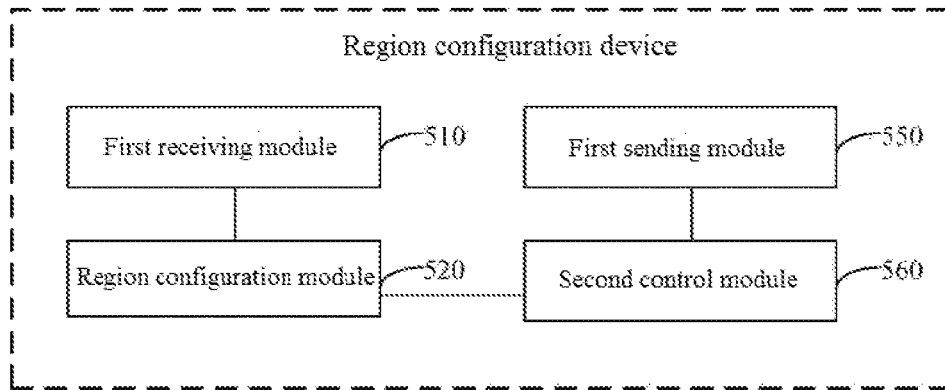 Region configuration device
First receiving module
510
First sending module
550
Region configuration module
520
Second control module
560